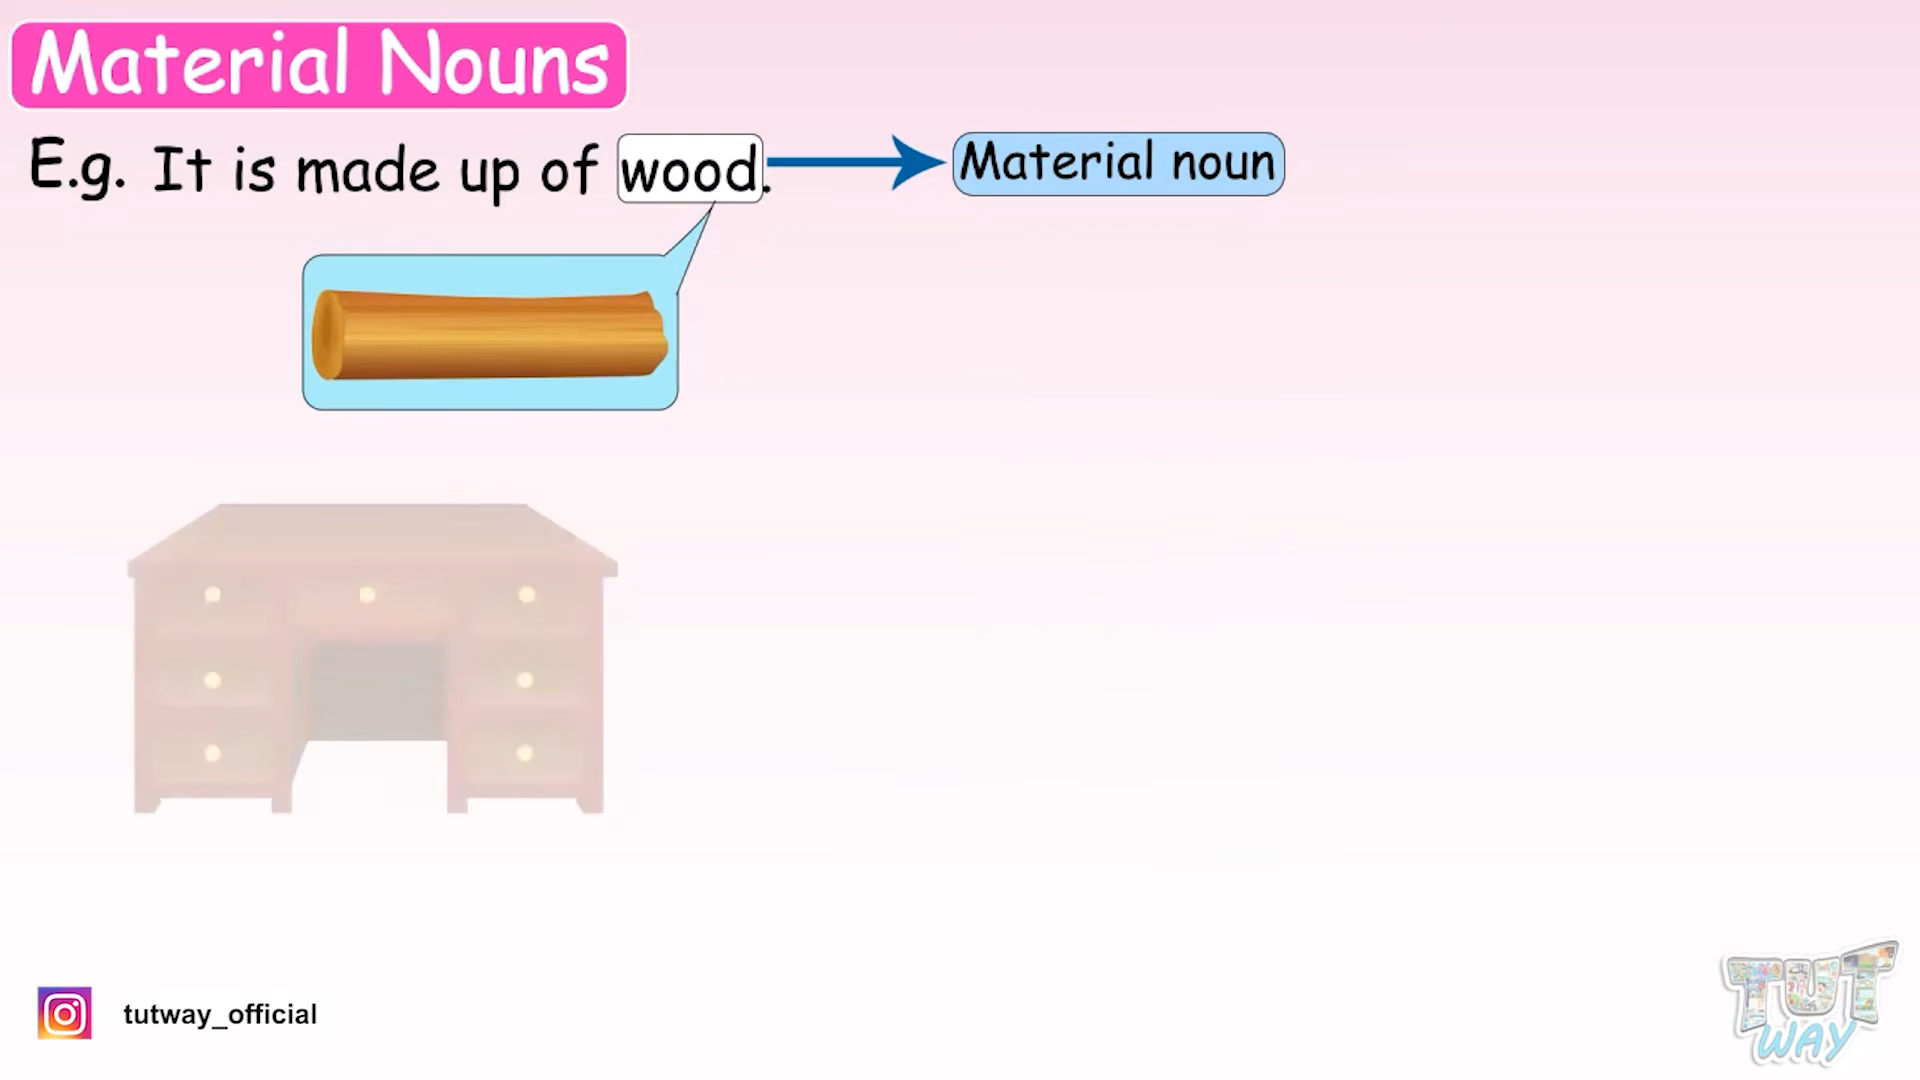 Material Nouns
E.g. It is made up of wood. Material noun
tutway_official
TUT
WAY